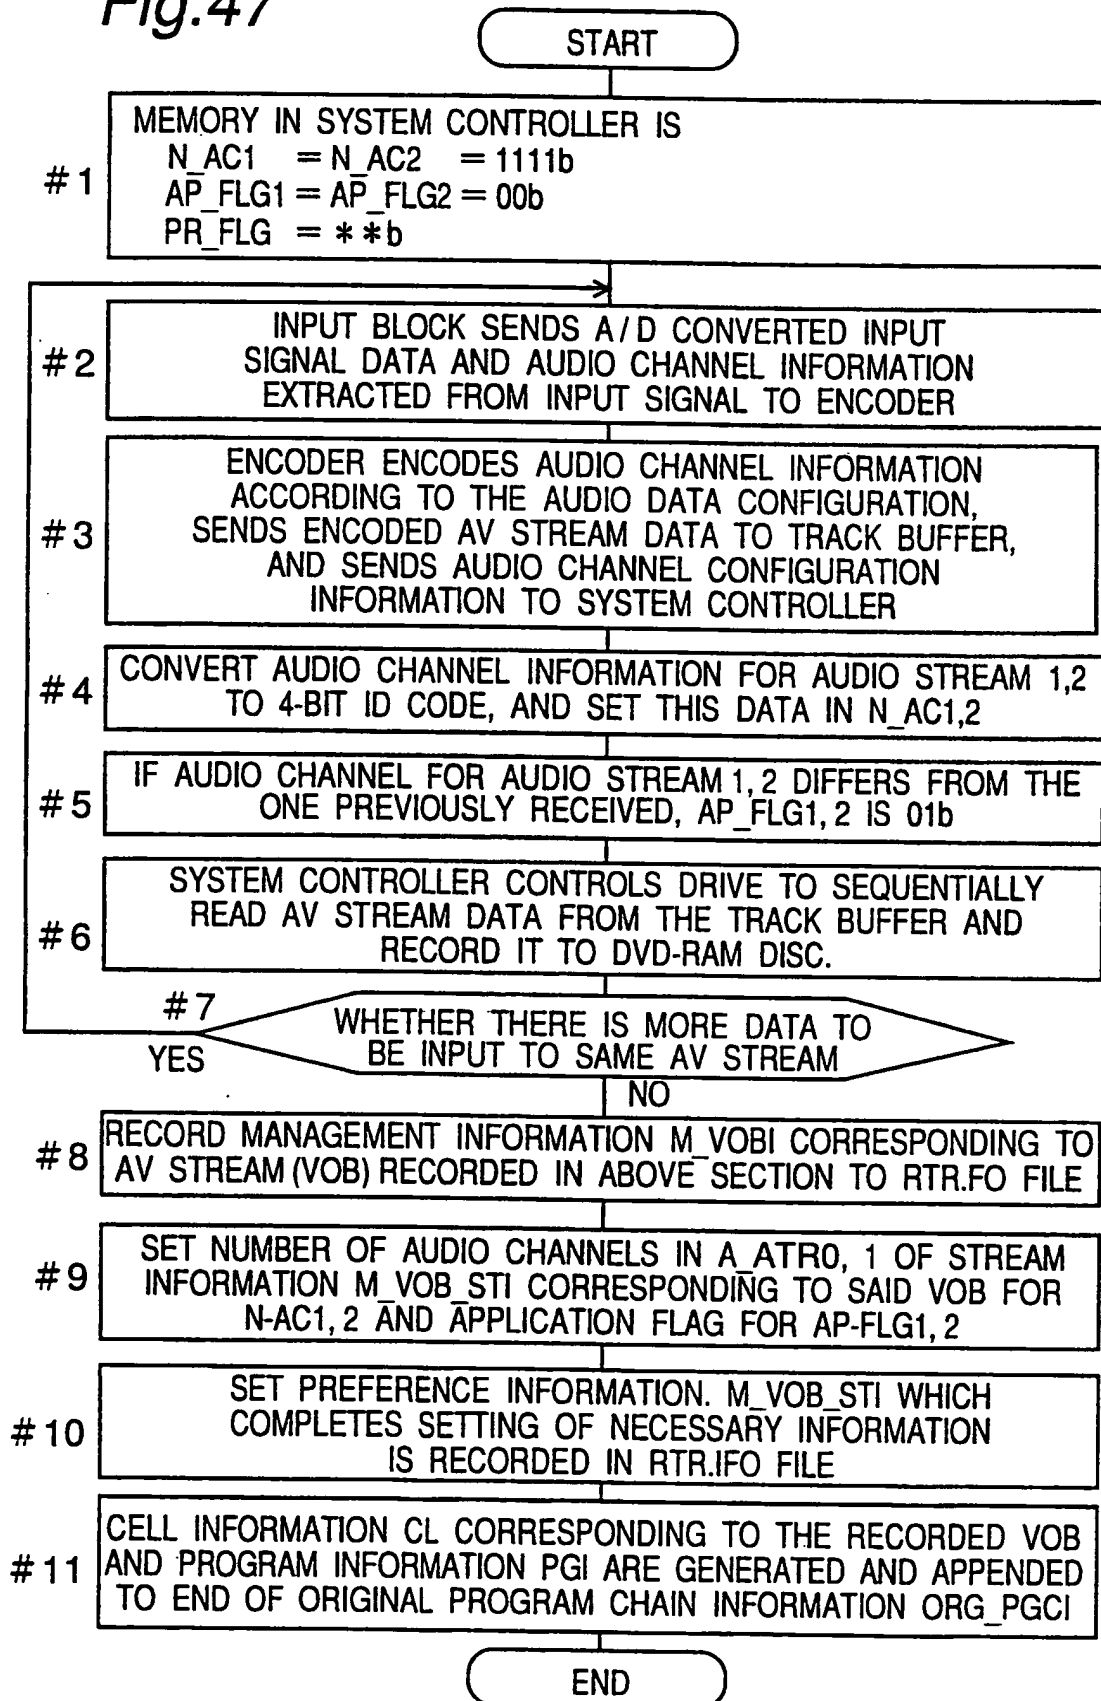 Fig.47
START
#1
MEMORY IN SYSTEM CONTROLLER IS
N_AC1 = N_AC2 = 1111b
AP_FLG1 = AP_FLG2 = 00b
PR_FLG = **b
#2
INPUT BLOCK SENDS A/D CONVERTED INPUT
SIGNAL DATA AND AUDIO CHANNEL INFORMATION
EXTRACTED FROM INPUT SIGNAL TO ENCODER
#3
ENCODER ENCODES AUDIO CHANNEL INFORMATION
ACCORDING TO THE AUDIO DATA CONFIGURATION,
SENDS ENCODED AV STREAM DATA TO TRACK BUFFER,
AND SENDS AUDIO CHANNEL CONFIGURATION
INFORMATION TO SYSTEM CONTROLLER
#4
CONVERT AUDIO CHANNEL INFORMATION FOR AUDIO STREAM 1,2
TO 4-BIT ID CODE, AND SET THIS DATA IN N_AC1,2
#5
IF AUDIO CHANNEL FOR AUDIO STREAM 1, 2 DIFFERS FROM THE
ONE PREVIOUSLY RECEIVED, AP_FLG1, 2 IS 01b
#6
SYSTEM CONTROLLER CONTROLS DRIVE TO SEQUENTIALLY
READ AV STREAM DATA FROM THE TRACK BUFFER AND
RECORD IT TO DVD-RAM DISC.
#7
WHETHER THERE IS MORE DATA TO
BE INPUT TO SAME AV STREAM
YES
NO
#8
RECORD MANAGEMENT INFORMATION M_VOBI CORRESPONDING TO
AV STREAM (VOB) RECORDED IN ABOVE SECTION TO RTR.FO FILE
#9
SET NUMBER OF AUDIO CHANNELS IN A_ATR0, 1 OF STREAM
INFORMATION M_VOB_STI CORRESPONDING TO SAID VOB FOR
N-AC1, 2 AND APPLICATION FLAG FOR AP-FLG1, 2
#10
SET PREFERENCE INFORMATION. M_VOB_STI WHICH
COMPLETES SETTING OF NECESSARY INFORMATION
IS RECORDED IN RTR.IFO FILE
#11
CELL INFORMATION CL CORRESPONDING TO THE RECORDED VOB
AND PROGRAM INFORMATION PGI ARE GENERATED AND APPENDED
TO END OF ORIGINAL PROGRAM CHAIN INFORMATION ORG_PGCI
END